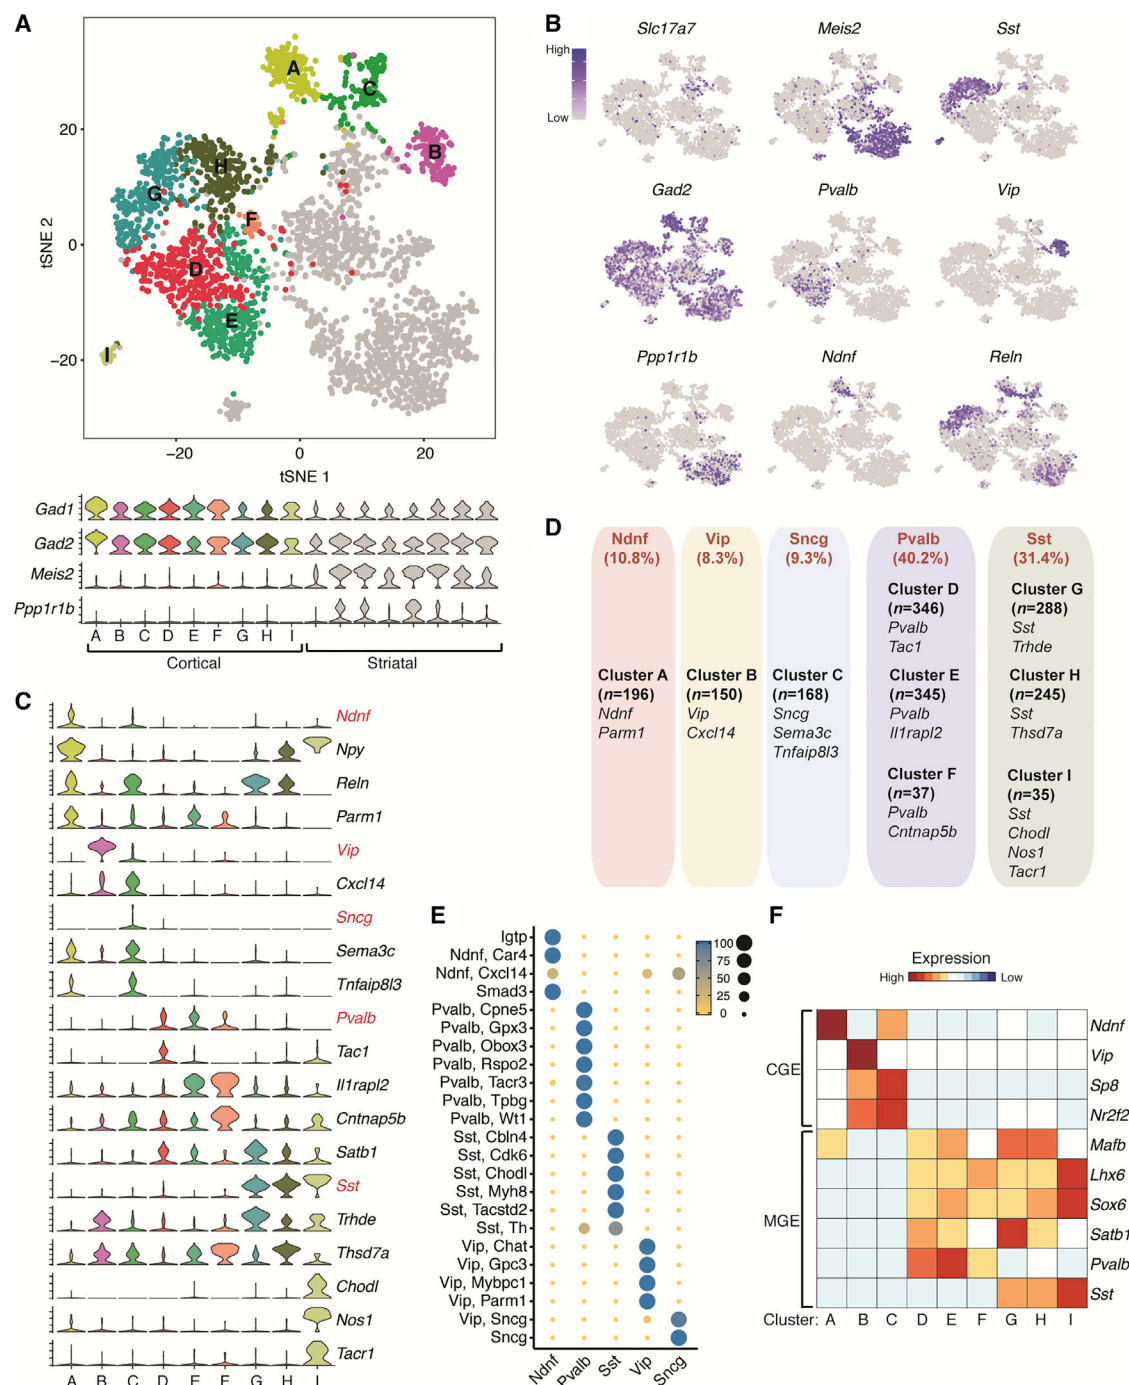 A
20
0
−20
tSNE 2
A
C
B
H
G
F
D
E
I
−20
0
20
tSNE 1
Gad1
Gad2
Meis2
Ppp1r1b
A B C D E F G H I
Cortical
Striatal
B
High
Low
Slc17a7
Meis2
Sst
Gad2
Pvalb
Vip
Ppp1r1b
Ndnf
Reln
C
Ndnf
Npy
Reln
Parm1
Vip
Cxcl14
Sncg
Sema3c
Tnfaip8l3
Pvalb
Tac1
Il1rapl2
Cntnap5b
Satb1
Sst
Trhde
Thsd7a
Chodl
Nos1
Tacr1
A B C D E F G H I
D
Ndnf
(10.8%)
Cluster A
(n=196)
Ndnf
Parm1
Vip
(8.3%)
Cluster B
(n=150)
Vip
Cxcl14
Sncg
(9.3%)
Cluster C
(n=168)
Sncg
Sema3c
Tnfaip8l3
Pvalb
(40.2%)
Cluster D
(n=346)
Pvalb
Tac1
Cluster E
(n=345)
Pvalb
Il1rapl2
Cluster F
(n=37)
Pvalb
Cntnap5b
Sst
(31.4%)
Cluster G
(n=288)
Sst
Trhde
Cluster H
(n=245)
Sst
Thsd7a
Cluster I
(n=35)
Sst
Chodl
Nos1
Tacr1
E
Igtp
Ndnf, Car4
Ndnf, Cxcl14
Smad3
Pvalb, Cpne5
Pvalb, Gpx3
Pvalb, Obox3
Pvalb, Rspo2
Pvalb, Tacr3
Pvalb, Tpbg
Pvalb, Wt1
Sst, Cbln4
Sst, Cdk6
Sst, Chodl
Sst, Myh8
Sst, Tacstd2
Sst, Th
Vip, Chat
Vip, Gpc3
Vip, Mybpc1
Vip, Parm1
Vip, Sncg
Sncg
Ndnf
Pvalb
Sst
Vip
Sncg
100
75
50
25
0
F
Expression
High
Low
CGE
MGE
Ndnf
Vip
Sp8
Nr2f2
Mafb
Lhx6
Sox6
Satb1
Pvalb
Sst
Cluster: A B C D E F G H I